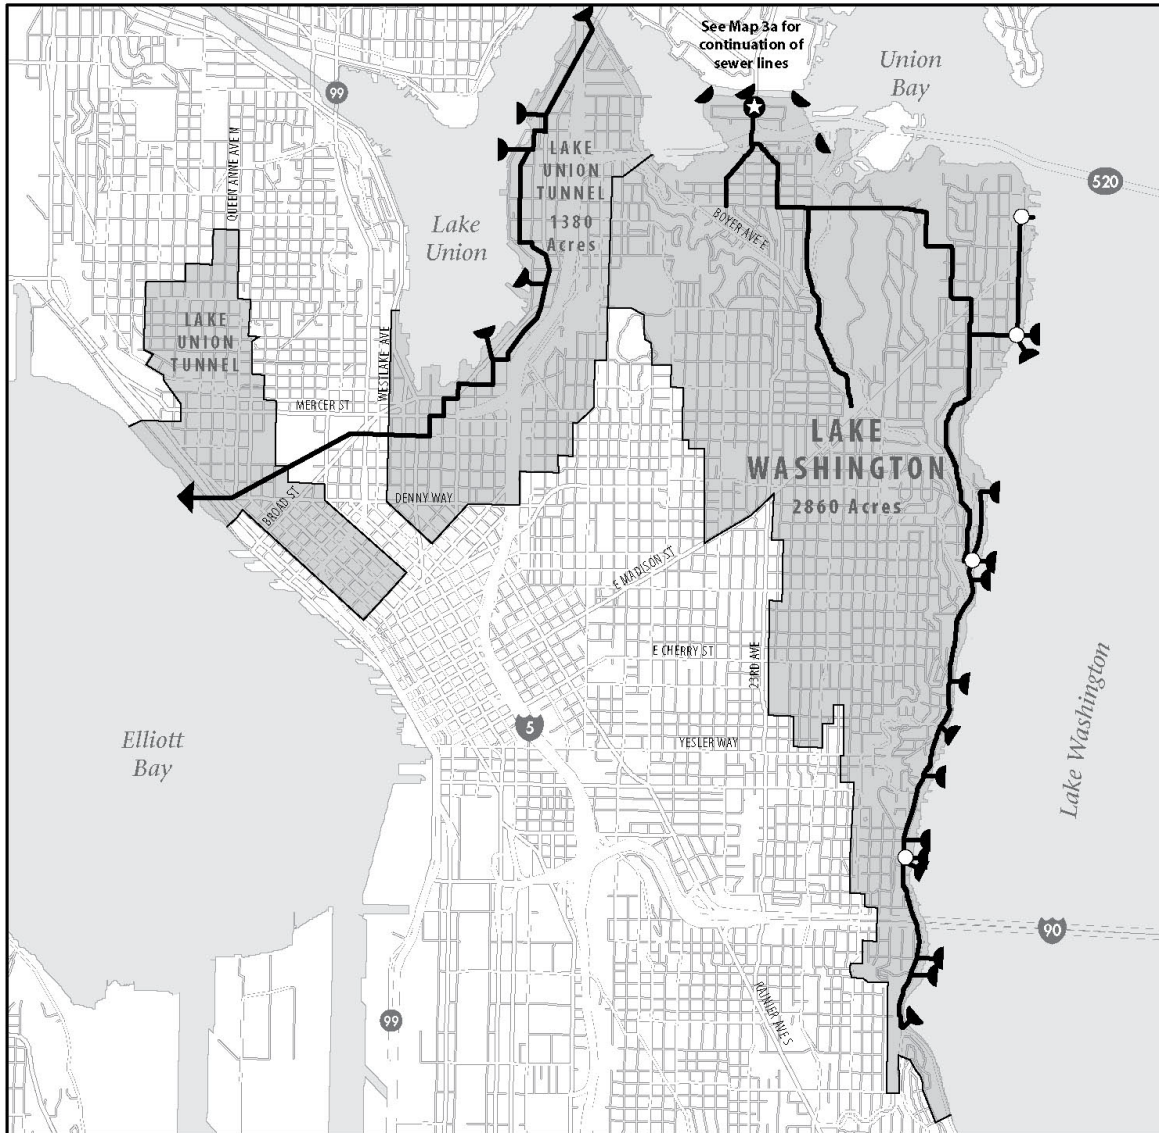 See Map 3a for
continuation of
sewer lines
Union
Bay
99
520
QUEEN ANNE AVE N
LAKE
UNION
TUNNEL
1380
Acres
Lake
Union
BOYER AVE E
LAKE
UNION
TUNNEL
WESTLAKE AVE
MERCER ST
LAKE
WASHINGTON
2860 Acres
DENNY WAY
BROAD ST
E MADISON ST
E CHERRY ST
23RD AVE
YESLER WAY
5
Elliott
Bay
Lake Washington
90
RAINIER AVE S
99